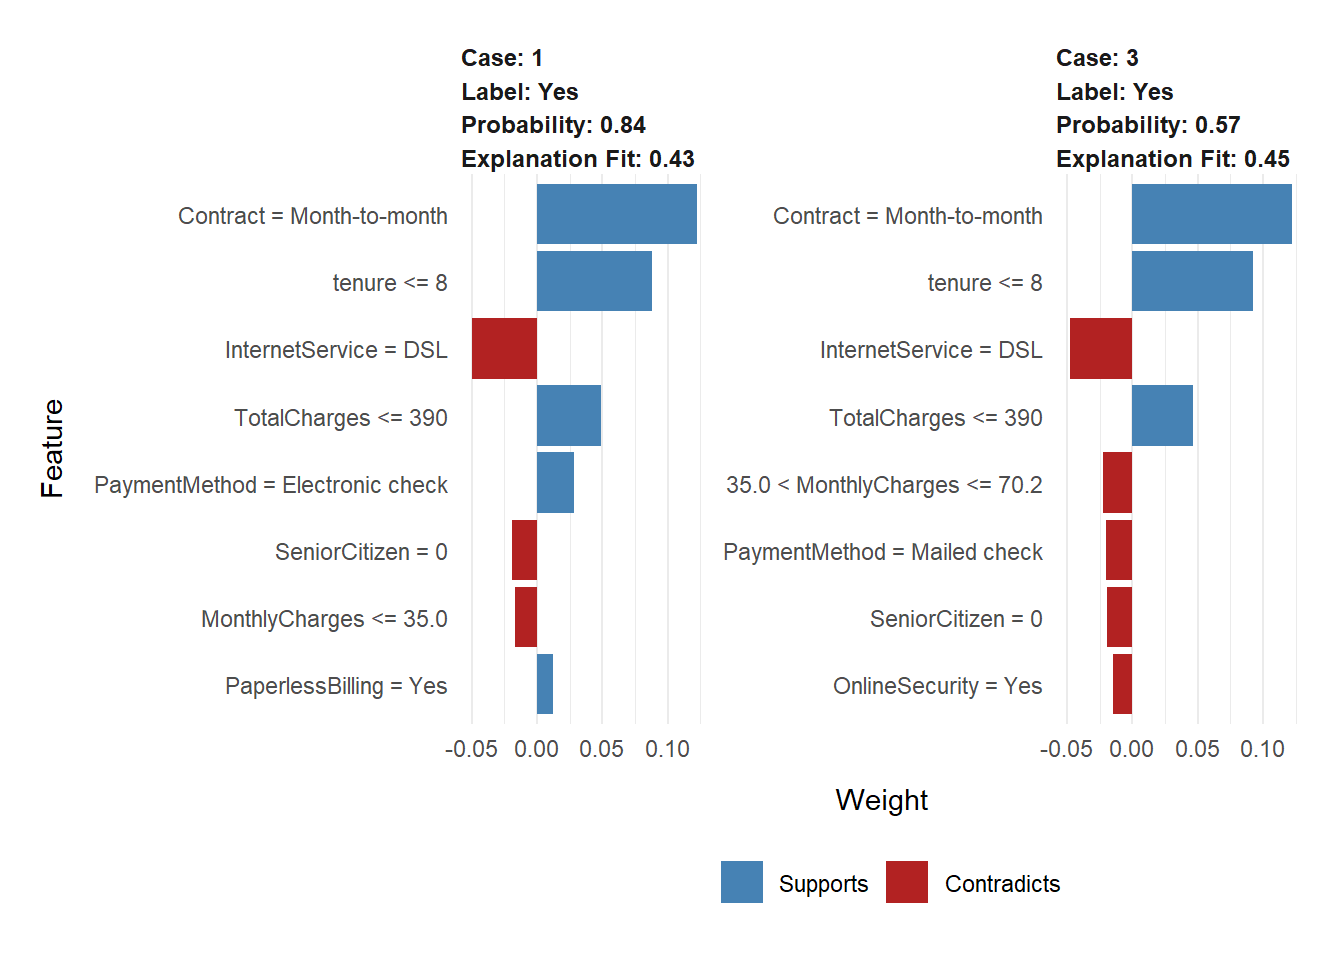 Case: 1
Label: Yes
Probability: 0.84
Explanation Fit: 0.43
Case: 3
Label: Yes
Probability: 0.57
Explanation Fit: 0.45
Feature
Contract = Month-to-month
tenure <= 8
InternetService = DSL
TotalCharges <= 390
PaymentMethod = Electronic check
SeniorCitizen = 0
MonthlyCharges <= 35.0
PaperlessBilling = Yes
-0.05 0.00 0.05 0.10
Contract = Month-to-month
tenure <= 8
InternetService = DSL
TotalCharges <= 390
35.0 < MonthlyCharges <= 70.2
PaymentMethod = Mailed check
SeniorCitizen = 0
OnlineSecurity = Yes
-0.05 0.00 0.05 0.10
Weight
Supports Contradicts